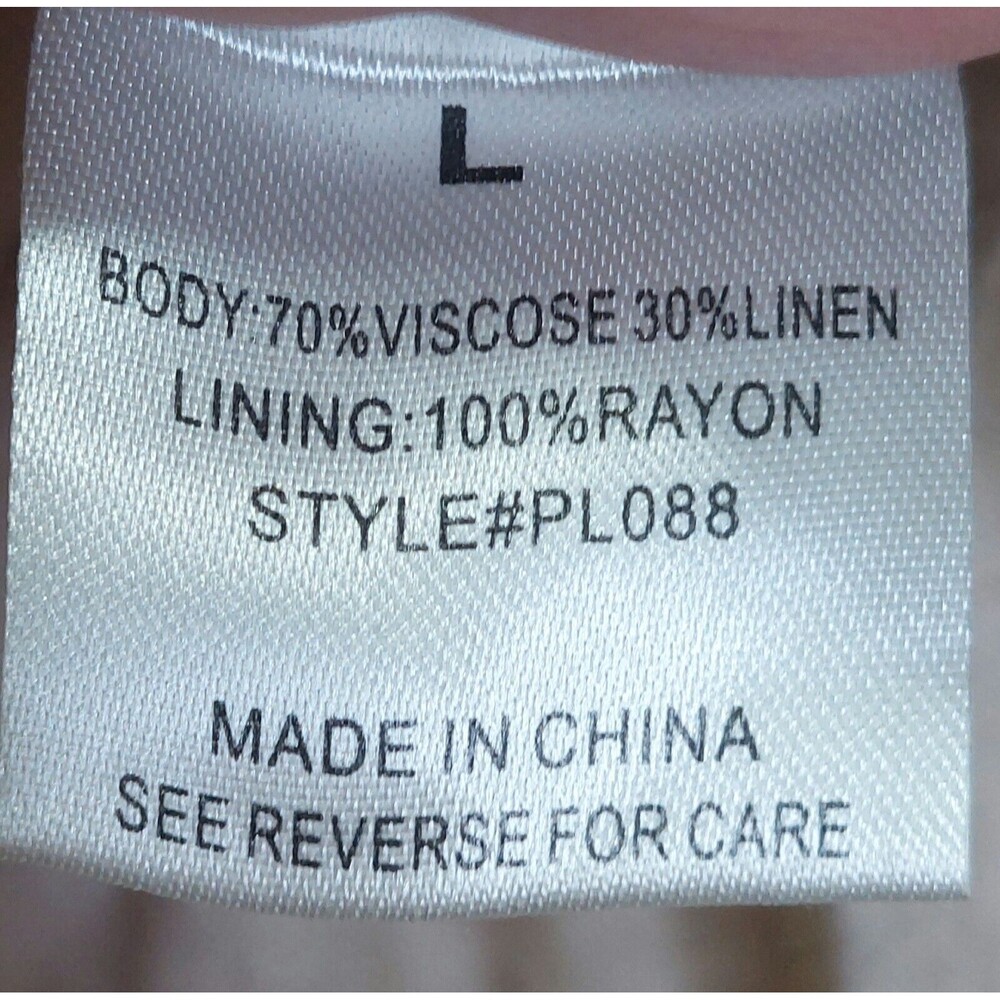 L
BODY:70%VISCOSE 30%LINEN
LINING:100%RAYON
STYLE#PL088
MADE IN CHINA
SEE REVERSE FOR CARE